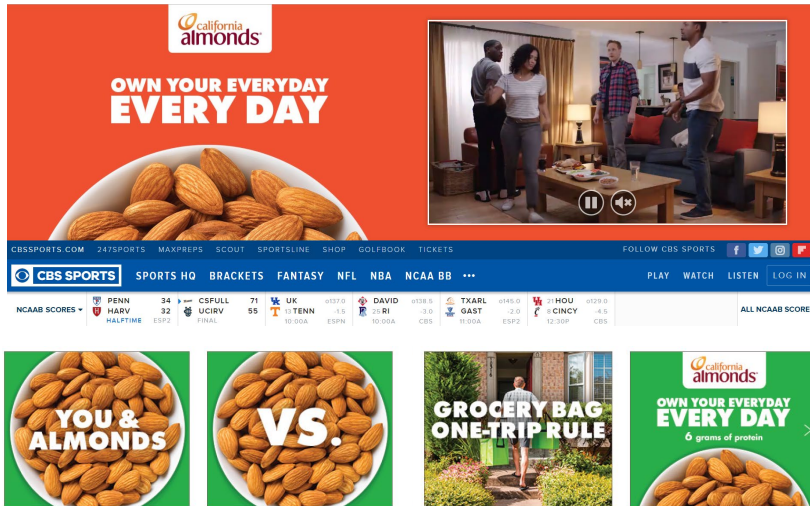 california
almonds
OWN YOUR EVERYDAY
EVERY DAY
CBSSPORTS.COM 247SPORTS MAXPREPS SCOUT SPORTSLINE SHOP GOLFBOOK TICKETS FOLLOW CBS SPORTS
CBS SPORTS SPORTS HQ BRACKETS FANTASY NFL NBA NCAA BB ••• PLAY WATCH LISTEN LOG IN
NCAAB SCORES
PENN 34
HARV 32
HALFTIME ESP2
CSFULL 71
UCIRV 55
FINAL
UK o137.0
13 TENN -1.5
10:00A ESPN
DAVID o138.5
25 RI -3.0
10:00A CBS
TXARL o145.0
GAST -2.0
11:00A ESP2
21 HOU o129.0
8 CINCY -4.5
12:30P CBS
ALL NCAAB SCORE
YOU &
ALMONDS
VS.
GROCERY BAG
ONE-TRIP RULE
california
almonds
OWN YOUR EVERYDAY
EVERY DAY
6 grams of protein